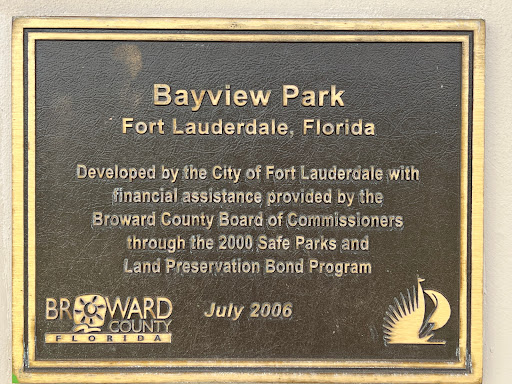 Bayview Park
Fort Lauderdale, Florida
Developed by the City of Fort Lauderdale with
financial assistance provided by the
Broward County Board of Commissioners
through the 2000 Safe Parks and
Land Preservation Bond Program
BROWARD
COUNTY
FLORIDA
July 2006